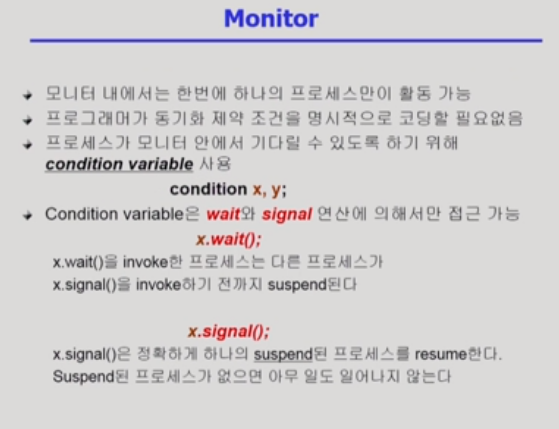 Monitor
모니터 내에서는 한번에 하나의 프로세스만이 활동 가능
프로그래머가 동기화 제약 조건을 명시적으로 코딩할 필요없음
프로세스가 모니터 안에서 기다릴 수 있도록 하기 위해
condition variable 사용
condition x, y;
Condition variable은 wait와 signal 연산에 의해서만 접근 가능
x.wait();
x.wait()을 invoke한 프로세스는 다른 프로세스가
x.signal()을 invoke하기 전까지 suspend된다
x.signal();
x.signal()은 정확하게 하나의 suspend된 프로세스를 resume한다.
Suspend된 프로세스가 없으면 아무 일도 일어나지 않는다